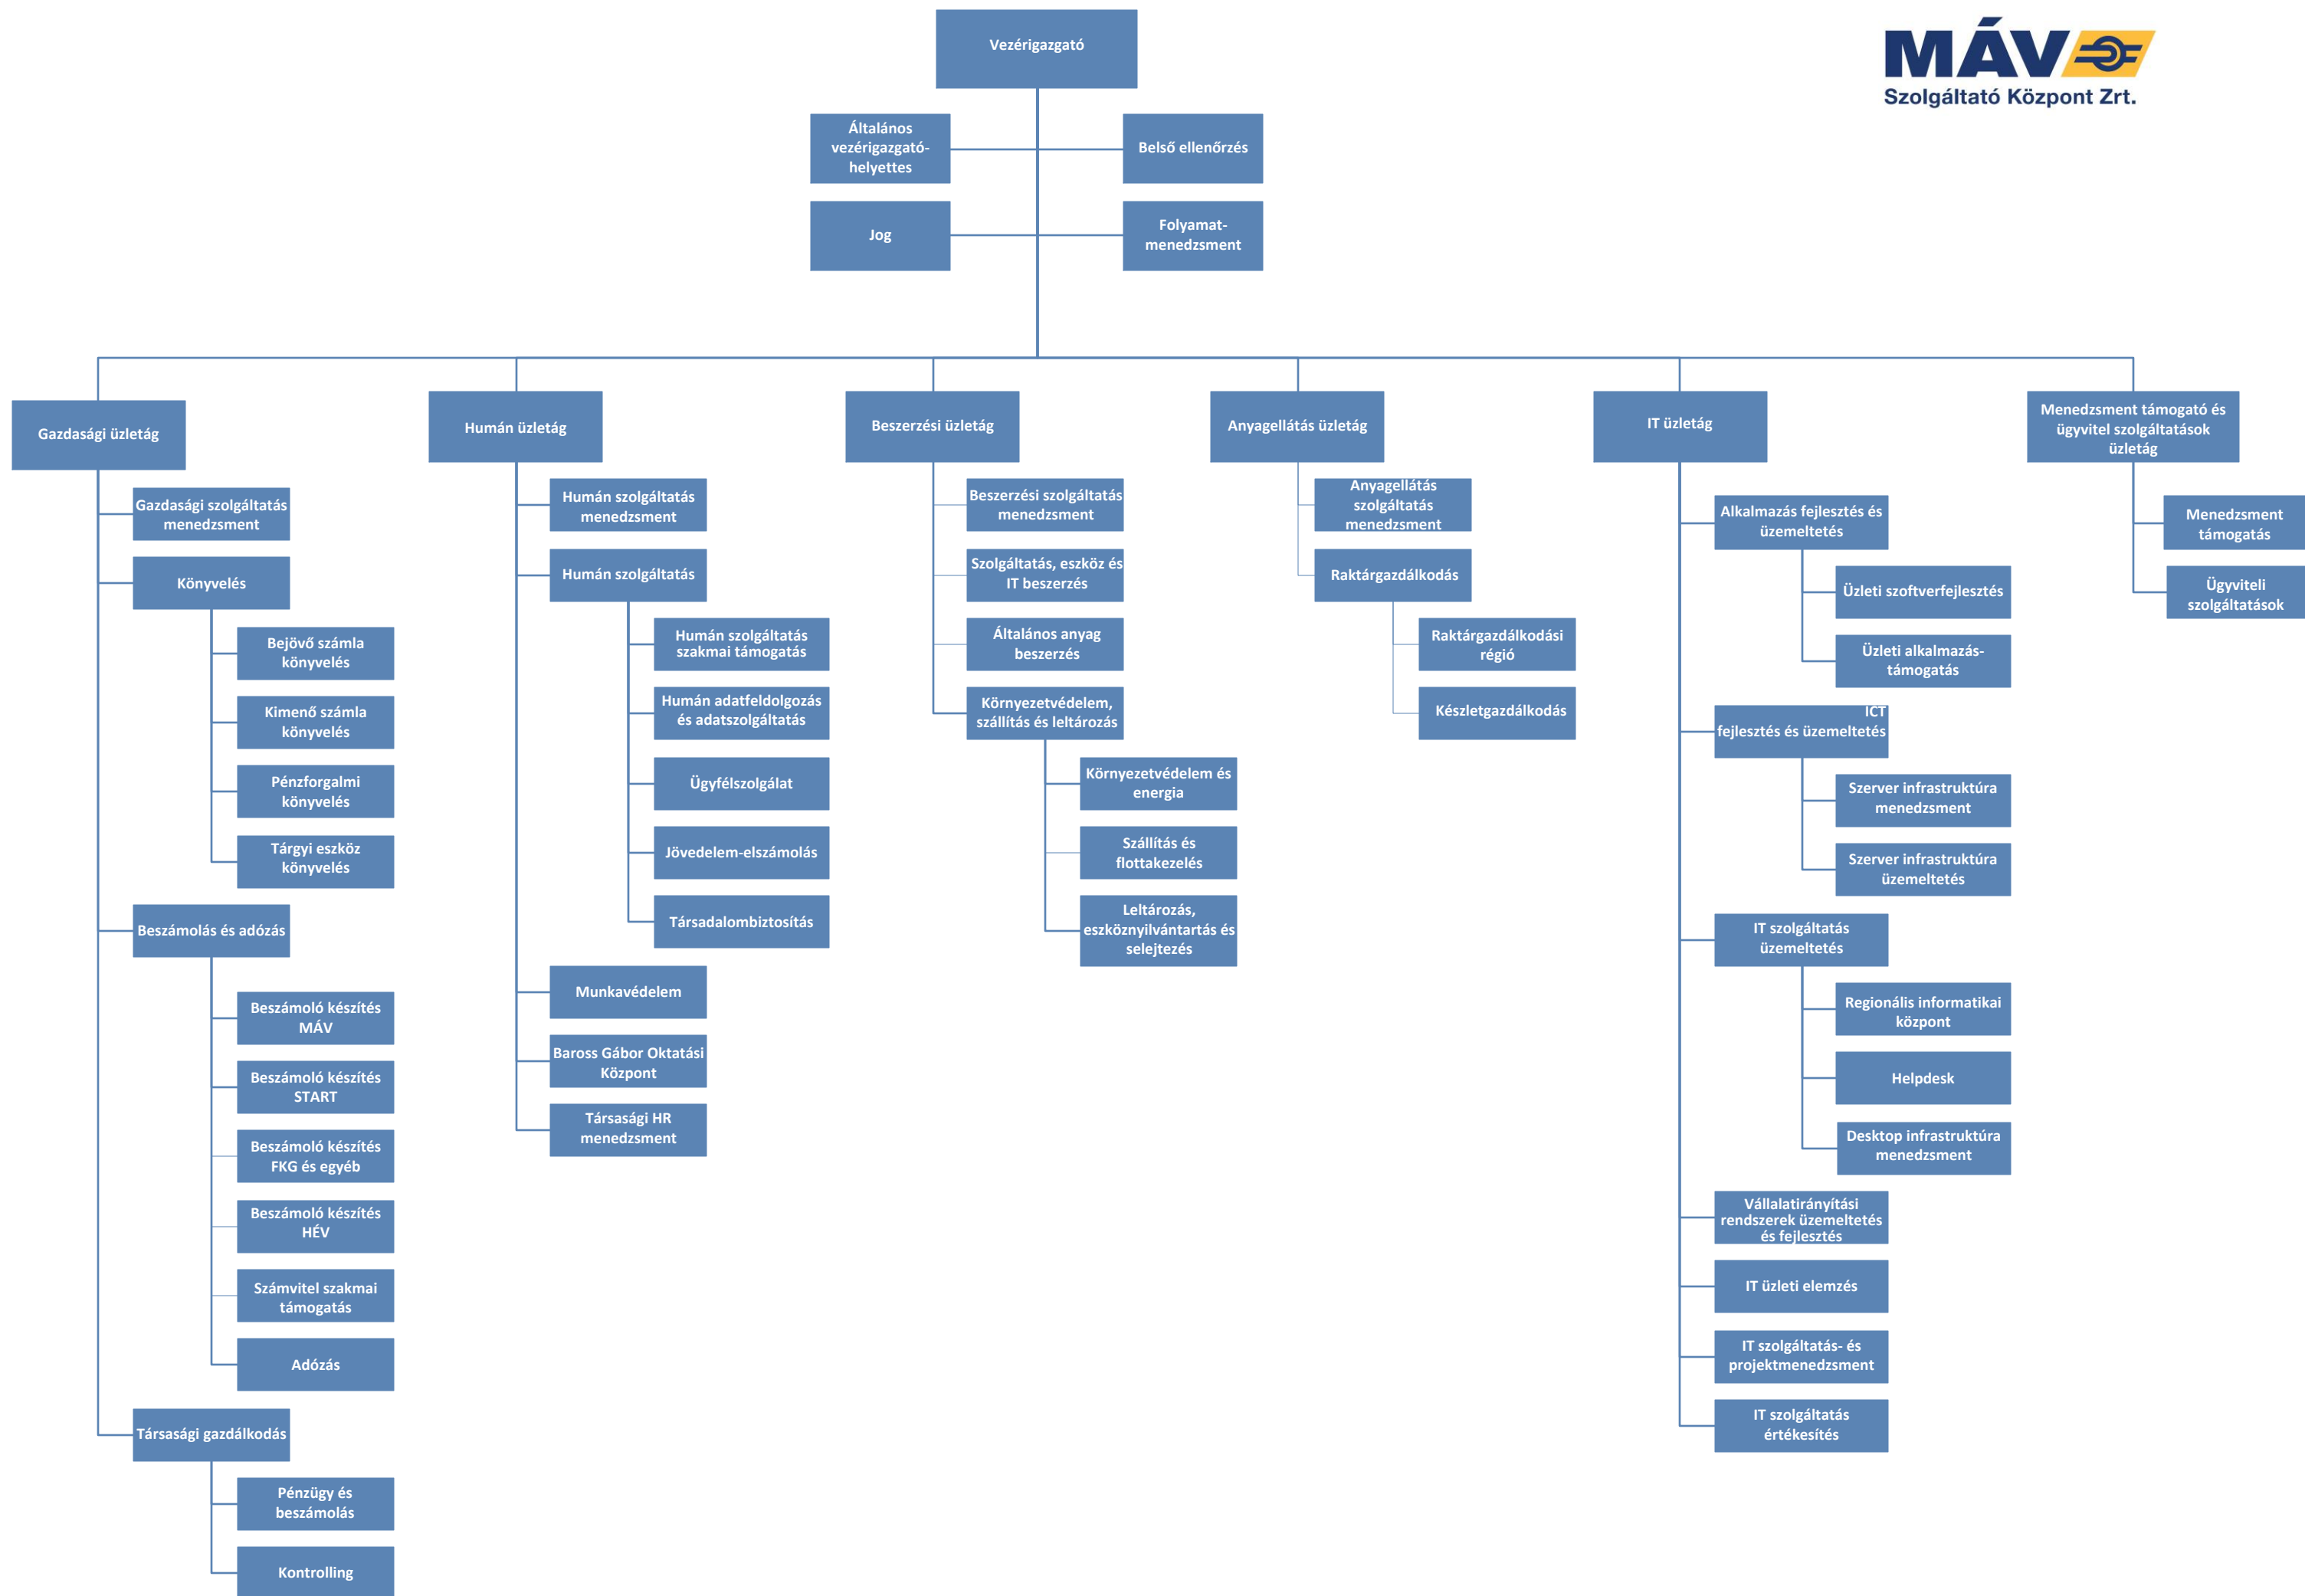 MÁV
Szolgáltató Központ Zrt.
Vezérigazgató
Általános
vezérigazgató-
helyettes
Belső ellenőrzés
Jog
Folyamat-
menedzsment
Gazdasági üzletág
Gazdasági szolgáltatás
menedzsment
Könyvelés
Bejövő számla
könyvelés
Kimenő számla
könyvelés
Pénzforgalmi
könyvelés
Tárgyi eszköz
könyvelés
Beszámolás és adózás
Beszámoló készítés
MÁV
Beszámoló készítés
START
Beszámoló készítés
FKG és egyéb
Beszámoló készítés
HÉV
Számvitel szakmai
támogatás
Adózás
Társasági gazdálkodás
Pénzügy és
beszámolás
Kontrolling
Humán üzletág
Humán szolgáltatás
menedzsment
Humán szolgáltatás
Humán szolgáltatás
szakmai támogatás
Humán adatfeldolgozás
és adatszolgáltatás
Ügyfélszolgálat
Jövedelem-elszámolás
Társadalombiztosítás
Munkavédelem
Baross Gábor Oktatási
Központ
Társasági HR
menedzsment
Beszerzési üzletág
Beszerzési szolgáltatás
menedzsment
Szolgáltatás, eszköz és
IT beszerzés
Általános anyag
beszerzés
Környezetvédelem,
szállítás és leltározás
Környezetvédelem és
energia
Szállítás és
flottakezelés
Leltározás,
eszköznyilvántartás és
selejtezés
Anyagellátás üzletág
Anyagellátás
szolgáltatás
menedzsment
Raktárgazdálkodás
Raktárgazdálkodási
régió
Készletgazdálkodás
IT üzletág
Alkalmazás fejlesztés és
üzemeltetés
Üzleti szoftverfejlesztés
Üzleti alkalmazás-
támogatás
ICT
fejlesztés és üzemeltetés
Szerver infrastruktúra
menedzsment
Szerver infrastruktúra
üzemeltetés
IT szolgáltatás
üzemeltetés
Regionális informatikai
központ
Helpdesk
Desktop infrastruktúra
menedzsment
Vállalatirányítási
rendszerek üzemeltetés
és fejlesztés
IT üzleti elemzés
IT szolgáltatás- és
projektmenedzsment
IT szolgáltatás
értékesítés
Menedzsment támogató és
ügyvitel szolgáltatások
üzletág
Menedzsment
támogatás
Ügyviteli
szolgáltatások